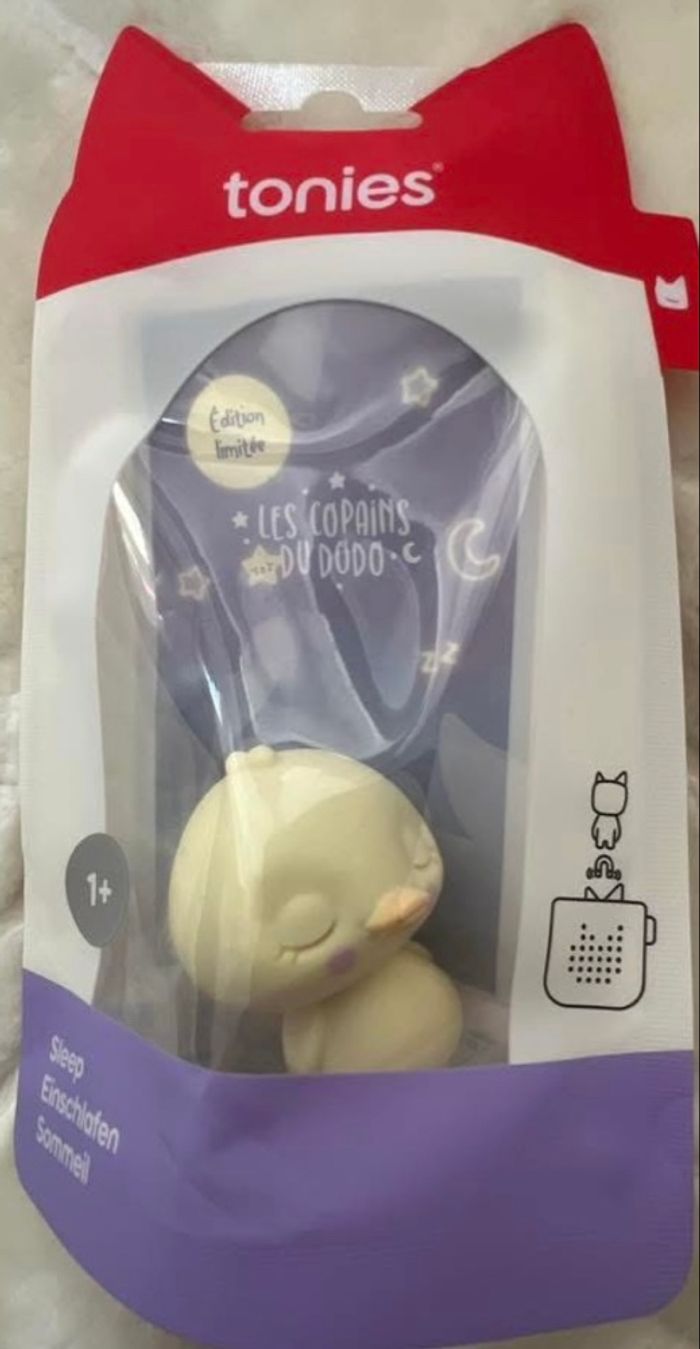 tonies®
Édition
limitée
LES COPAINS
DU DODO
z z
1+
Sleep
Einschlafen
Sommeil